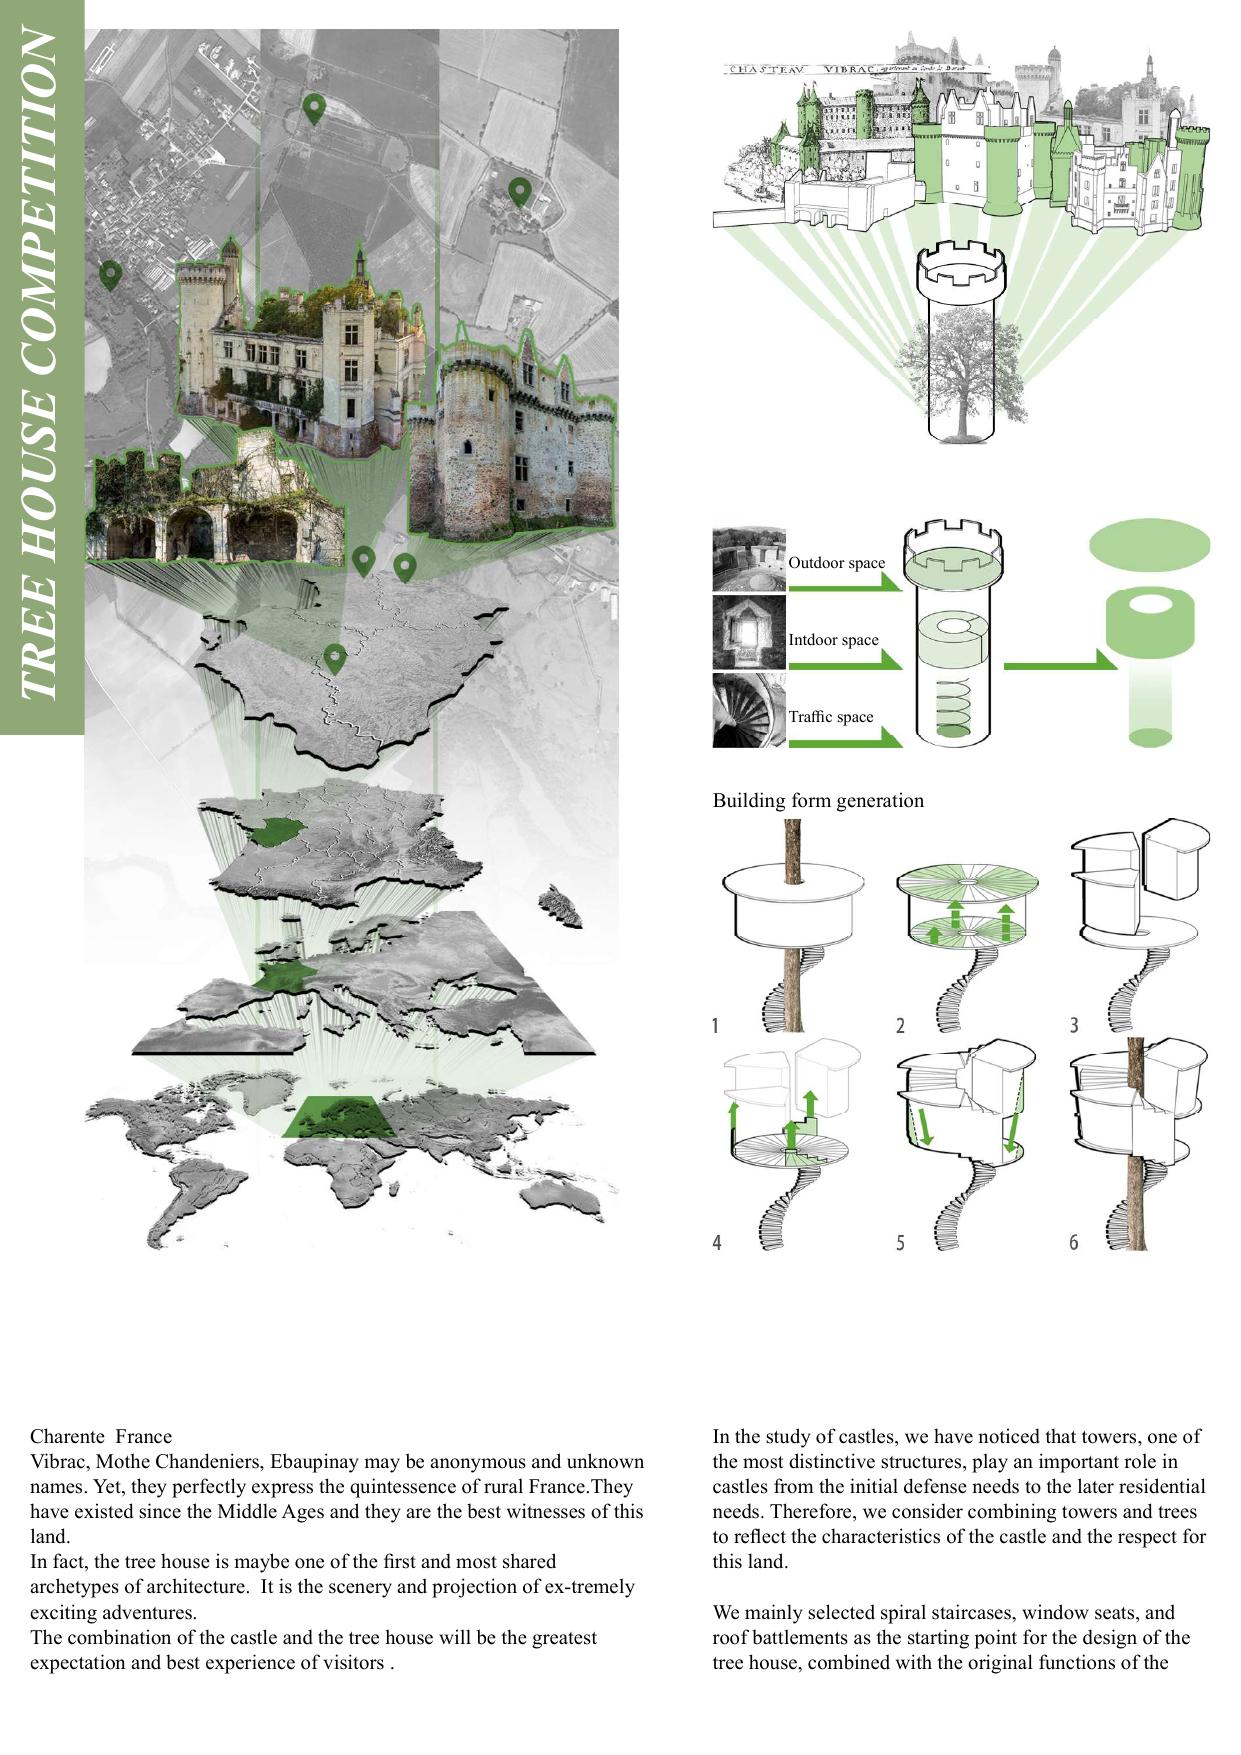 TREE HOUSE COMPETITION
CHASTEAV VIBRAC
Outdoor space
Intdoor space
Traffic space
Building form generation
1
2
3
4
5
6
Charente  France
Vibrac, Mothe Chandeniers, Ebaupinay may be anonymous and unknown
names. Yet, they perfectly express the quintessence of rural France.They
have existed since the Middle Ages and they are the best witnesses of this
land.
In fact, the tree house is maybe one of the first and most shared
archetypes of architecture.  It is the scenery and projection of ex-tremely
exciting adventures.
The combination of the castle and the tree house will be the greatest
expectation and best experience of visitors .
In the study of castles, we have noticed that towers, one of
the most distinctive structures, play an important role in
castles from the initial defense needs to the later residential
needs. Therefore, we consider combining towers and trees
to reflect the characteristics of the castle and the respect for
this land.
We mainly selected spiral staircases, window seats, and
roof battlements as the starting point for the design of the
tree house, combined with the original functions of the